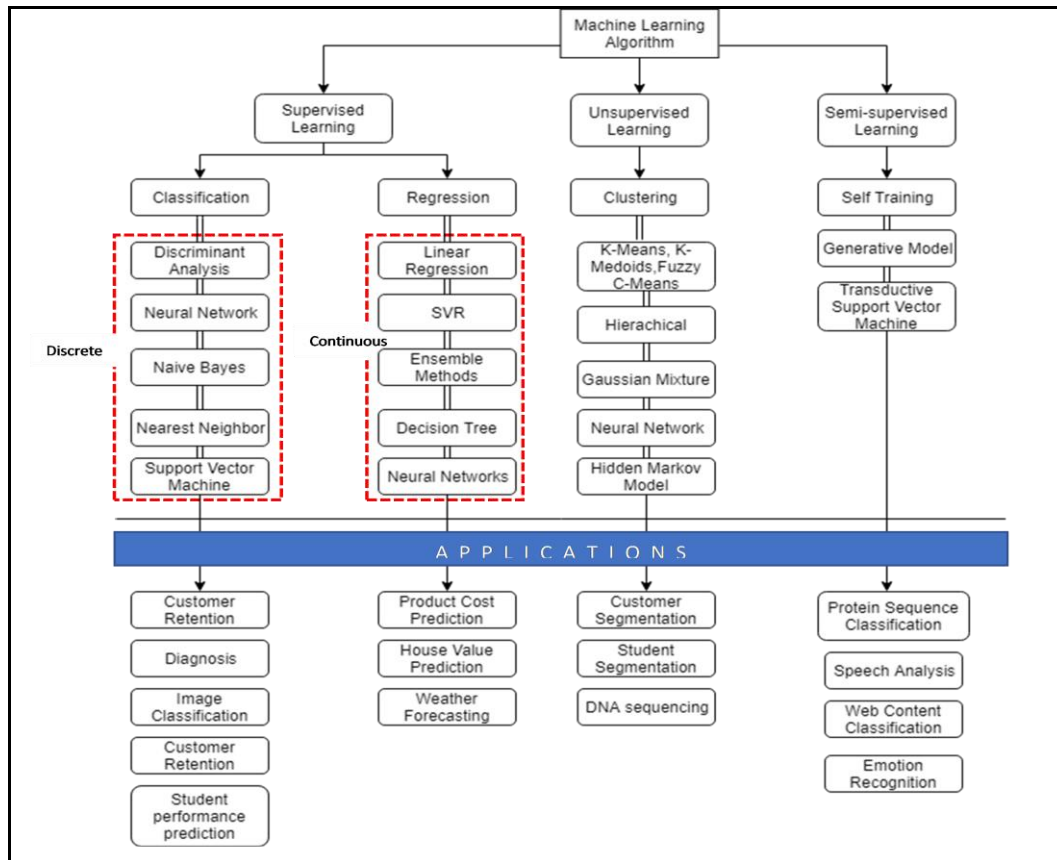 Machine Learning
Algorithm
Supervised
Learning
Unsupervised
Learning
Semi-supervised
Learning
Classification
Regression
Clustering
Self Training
Discriminant
Analysis
Neural Network
Naive Bayes
Nearest Neighbor
Support Vector
Machine
Discrete
Linear
Regression
SVR
Ensemble
Methods
Decision Tree
Neural Networks
Continuous
K-Means, K-
Medoids,Fuzzy
C-Means
Hierachical
Gaussian Mixture
Neural Network
Hidden Markov
Model
Generative Model
Transductive
Support Vector
Machine
APPLICATIONS
Customer
Retention
Diagnosis
Image
Classification
Customer
Retention
Student
performance
prediction
Product Cost
Prediction
House Value
Prediction
Weather
Forecasting
Customer
Segmentation
Student
Segmentation
DNA sequencing
Protein Sequence
Classification
Speech Analysis
Web Content
Classification
Emotion
Recognition